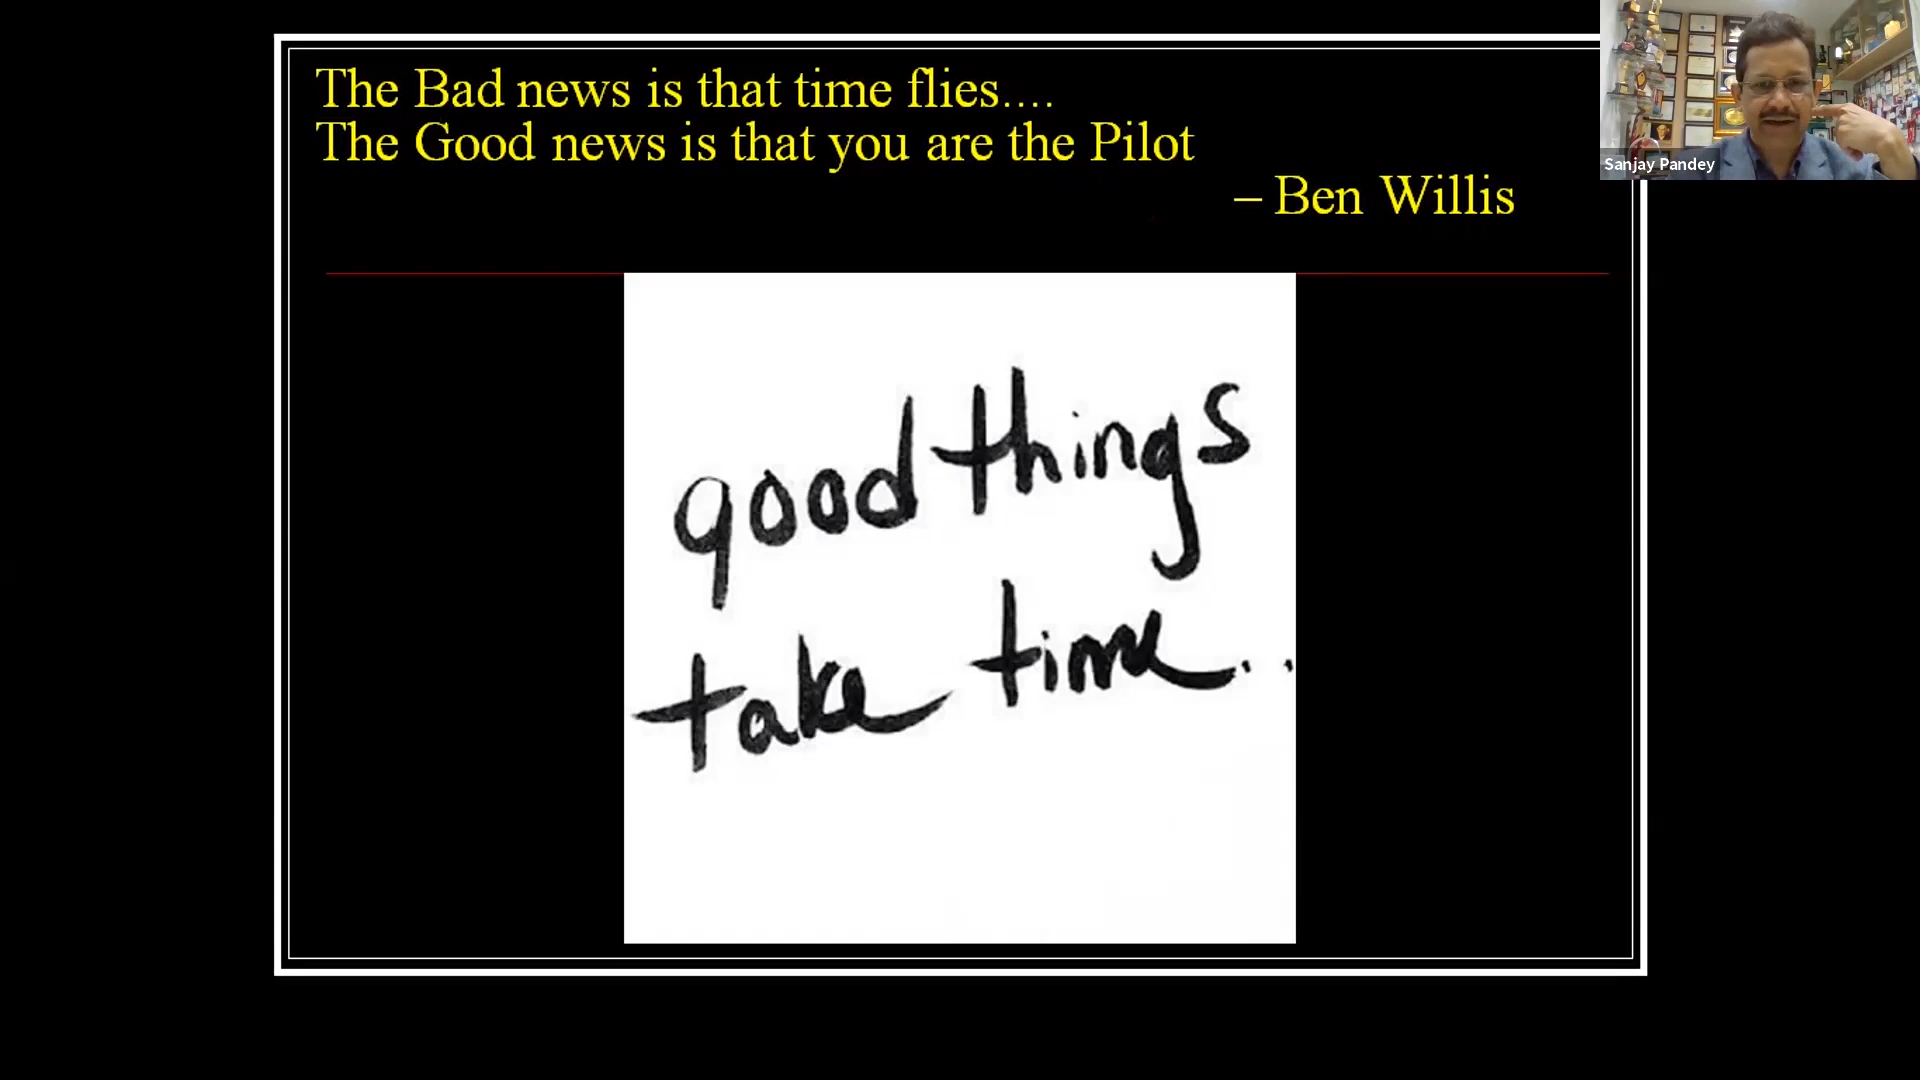 The Bad news is that time flies....
The Good news is that you are the Pilot
– Ben Willis
Sanjay Pandey
good things
take time..